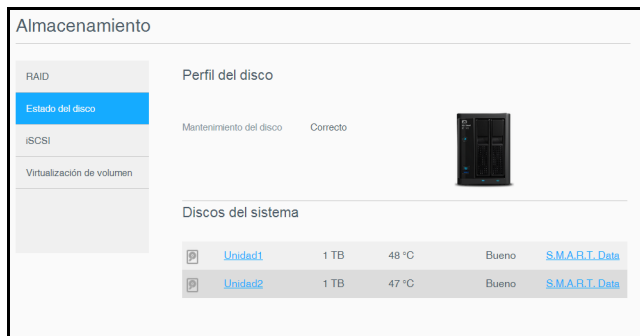 Almacenamiento
RAID
Estado del disco
iSCSI
Virtualización de volumen
Perfil del disco
Mantenimiento del disco Correcto
Discos del sistema
Unidad1 1 TB 48 °C Bueno S.M.A.R.T. Data
Unidad2 1 TB 47 °C Bueno S.M.A.R.T. Data